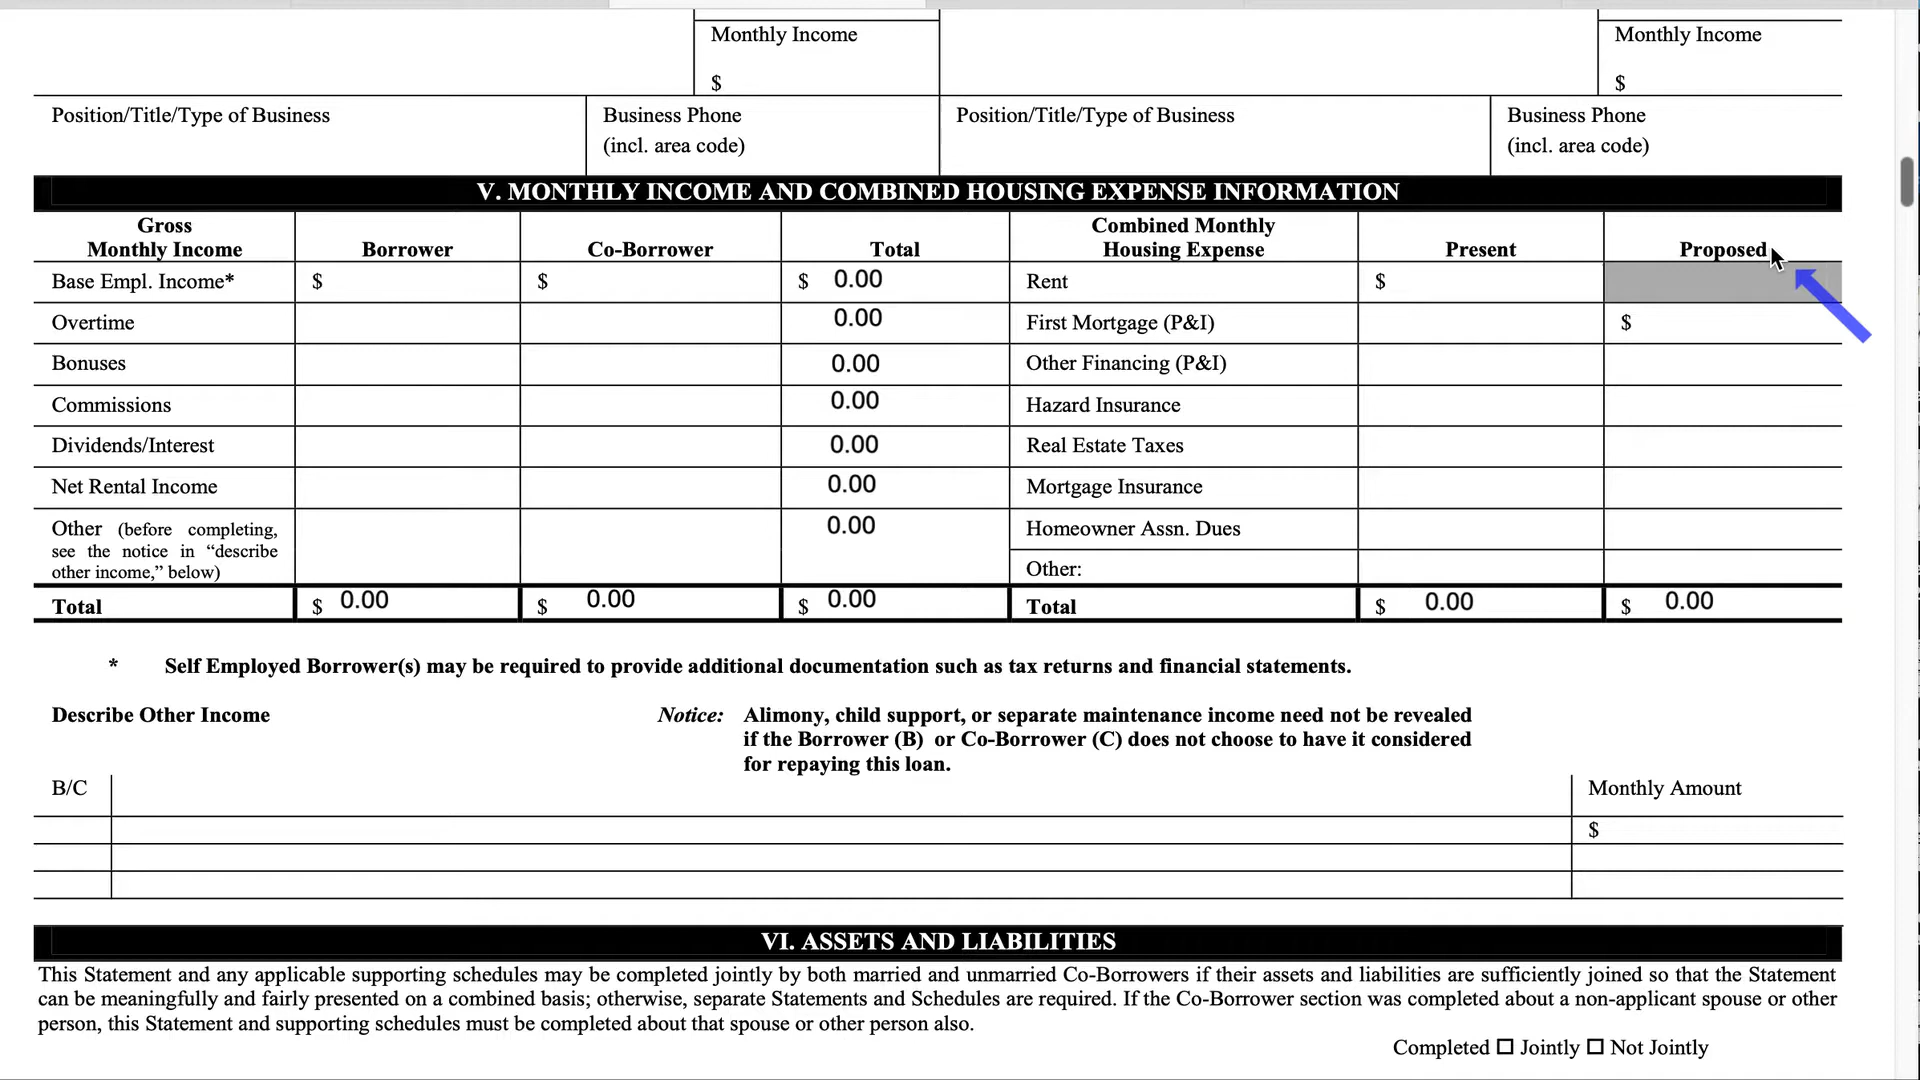 Monthly Income Monthly Income
$ $
Position/Title/Type of Business Business Phone Position/Title/Type of Business Business Phone
(incl. area code) (incl. area code)
V. MONTHLY INCOME AND COMBINED HOUSING EXPENSE INFORMATION
Gross Combined Monthly
Monthly Income Borrower Co-Borrower Total Housing Expense Present Proposed
Base Empl. Income* $ $ $ 0.00 Rent $
Overtime 0.00 First Mortgage (P&I) $
Bonuses 0.00 Other Financing (P&I)
Commissions 0.00 Hazard Insurance
Dividends/Interest 0.00 Real Estate Taxes
Net Rental Income 0.00 Mortgage Insurance
Other (before completing, 0.00 Homeowner Assn. Dues
see the notice in “describe
other income,” below) Other:
Total $ 0.00 $ 0.00 $ 0.00 Total $ 0.00 $ 0.00
* Self Employed Borrower(s) may be required to provide additional documentation such as tax returns and financial statements.
Describe Other Income Notice: Alimony, child support, or separate maintenance income need not be revealed
if the Borrower (B) or Co-Borrower (C) does not choose to have it considered
for repaying this loan.
B/C Monthly Amount
$
VI. ASSETS AND LIABILITIES
This Statement and any applicable supporting schedules may be completed jointly by both married and unmarried Co-Borrowers if their assets and liabilities are sufficiently joined so that the Statement
can be meaningfully and fairly presented on a combined basis; otherwise, separate Statements and Schedules are required. If the Co-Borrower section was completed about a non-applicant spouse or other
person, this Statement and supporting schedules must be completed about that spouse or other person also.
Completed ☐ Jointly ☐ Not Jointly